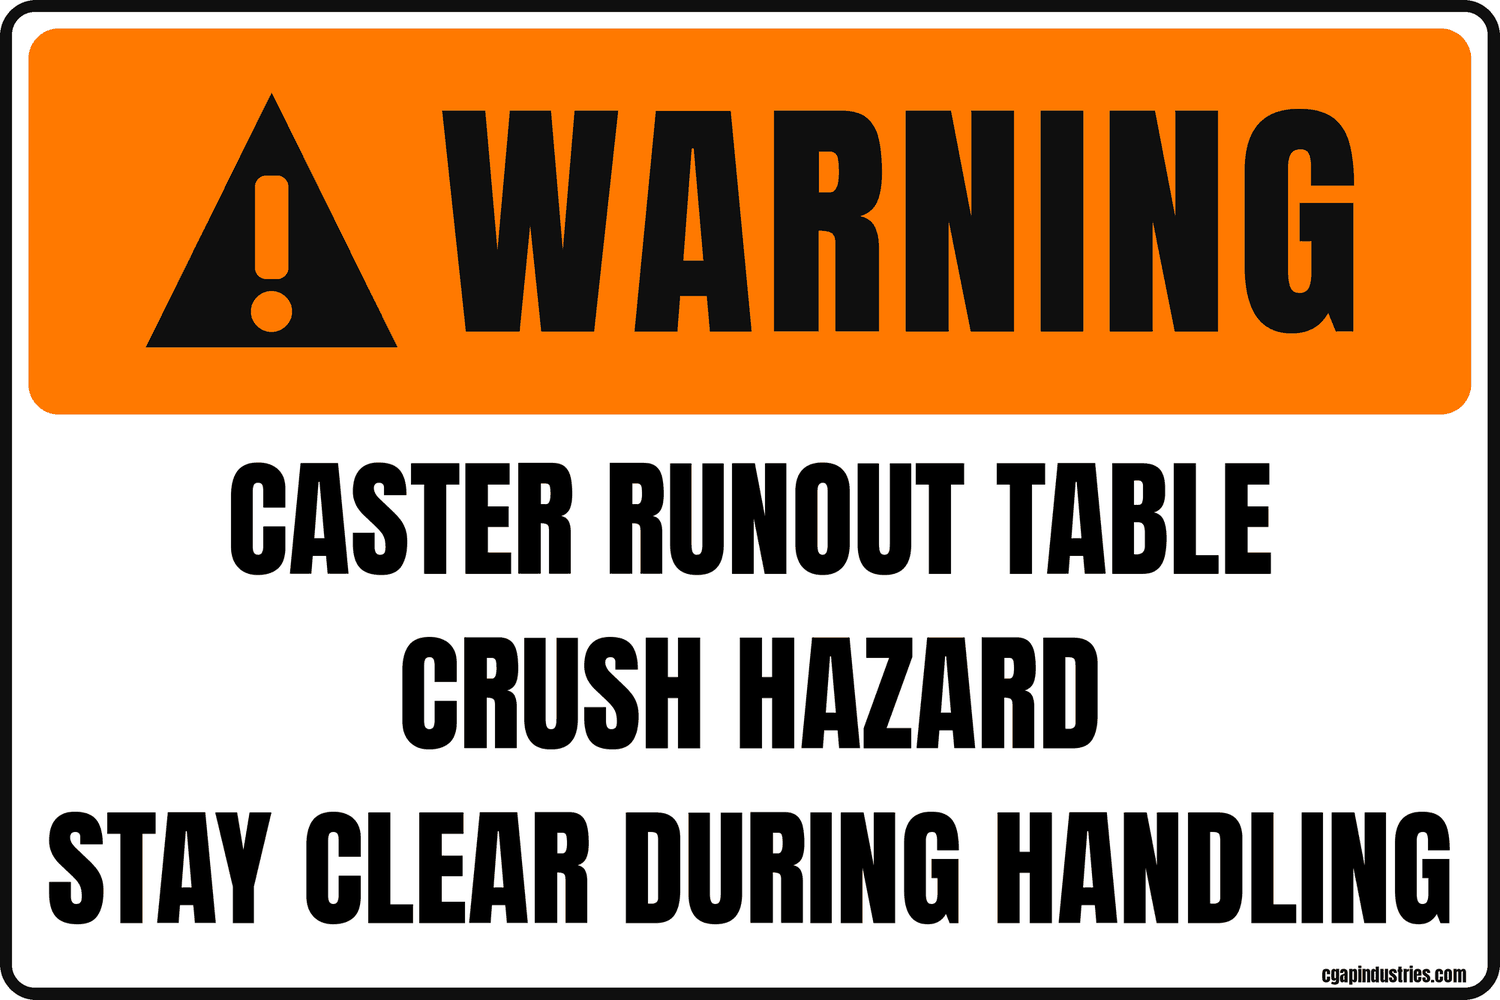 WARNING
CASTER RUNOUT TABLE
CRUSH HAZARD
STAY CLEAR DURING HANDLING
cgapindustries.com